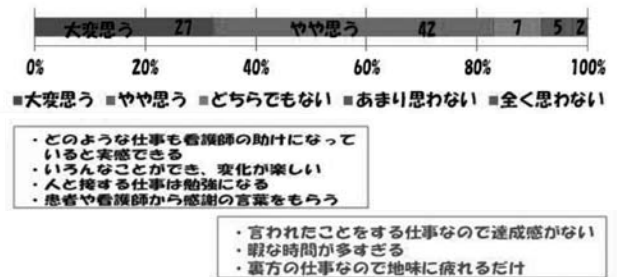 大変思う 27 やや思う 42 7 5 2
0% 20% 40% 60% 80% 100%
■大変思う ■やや思う ■どちらでもない ■あまり思わない ■全く思わない
・どのような仕事も看護師の助けになって
いると実感できる
・いろんなことができ、変化が楽しい
・人と接する仕事は勉強になる
・患者や看護師から感謝の言葉をもらう
・言われたことをする仕事なので達成感がない
・暇な時間が多すぎる
・裏方の仕事なので地味に疲れるだけ